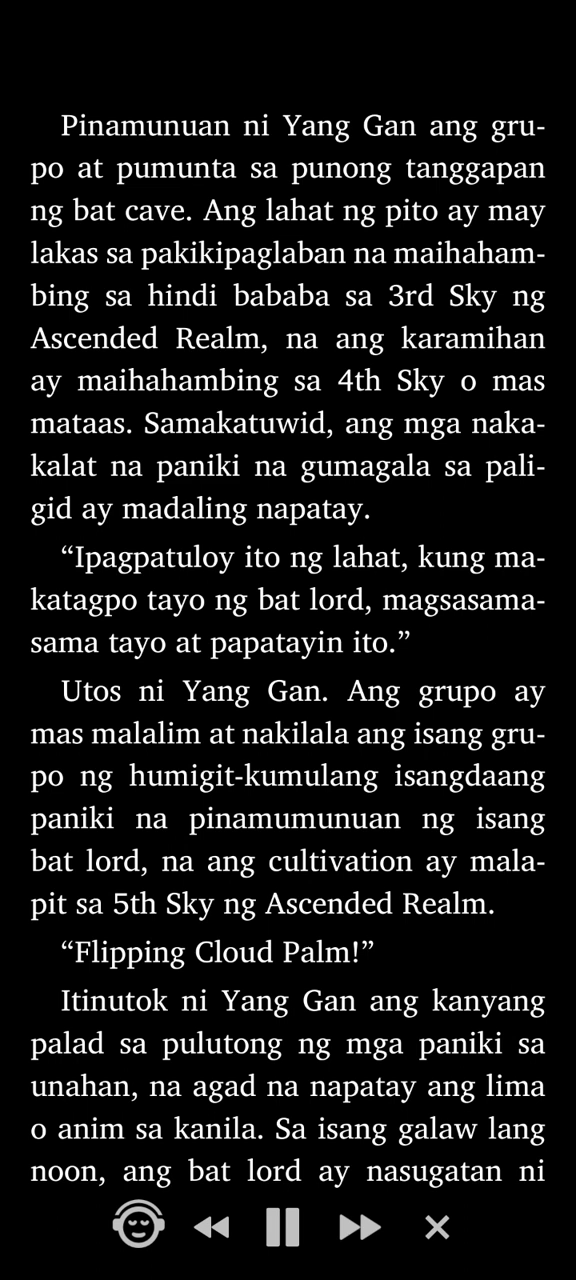 Pinamunuan ni Yang Gan ang gru-
po at pumunta sa punong tanggapan
ng bat cave. Ang lahat ng pito ay may
lakas sa pakikipaglaban na maihaham-
bing sa hindi bababa sa 3rd Sky ng
Ascended Realm, na ang karamihan
ay maihahambing sa 4th Sky o mas
mataas. Samakatuwid, ang mga naka-
kalat na paniki na gumagala sa pali-
gid ay madaling napatay.
“Ipagpatuloy ito ng lahat, kung ma-
katagpo tayo ng bat lord, magsasama-
sama tayo at papatayin ito.”
Utos ni Yang Gan. Ang grupo ay
mas malalim at nakilala ang isang gru-
po ng humigit-kumulang isangdaang
paniki na pinamumunuan ng isang
bat lord, na ang cultivation ay mala-
pit sa 5th Sky ng Ascended Realm.
“Flipping Cloud Palm!”
Itinutok ni Yang Gan ang kanyang
palad sa pulutong ng mga paniki sa
unahan, na agad na napatay ang lima
o anim sa kanila. Sa isang galaw lang
noon, ang bat lord ay nasugatan ni